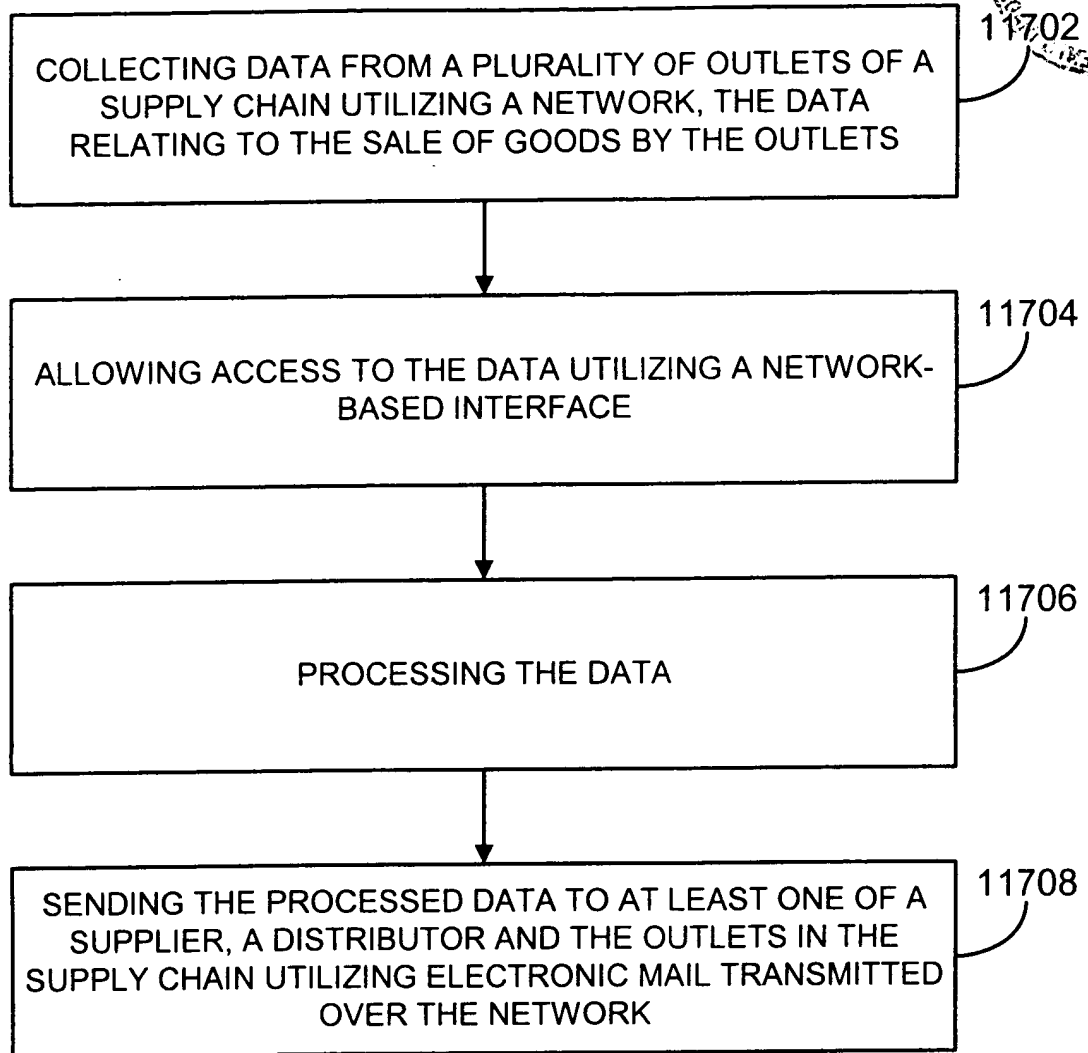 11702
COLLECTING DATA FROM A PLURALITY OF OUTLETS OF A
SUPPLY CHAIN UTILIZING A NETWORK, THE DATA
RELATING TO THE SALE OF GOODS BY THE OUTLETS
11704
ALLOWING ACCESS TO THE DATA UTILIZING A NETWORK-
BASED INTERFACE
11706
PROCESSING THE DATA
11708
SENDING THE PROCESSED DATA TO AT LEAST ONE OF A
SUPPLIER, A DISTRIBUTOR AND THE OUTLETS IN THE
SUPPLY CHAIN UTILIZING ELECTRONIC MAIL TRANSMITTED
OVER THE NETWORK